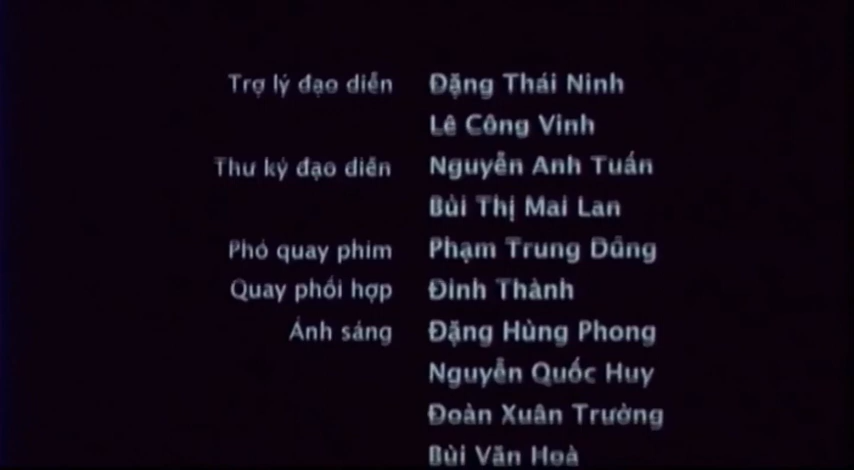 Trợ lý đạo diễn Đặng Thái Ninh
Lê Công Vinh
Thư ký đạo diễn Nguyễn Anh Tuấn
Bùi Thị Mai Lan
Phó quay phim Phạm Trung Dũng
Quay phối hợp Đinh Thành
Ánh sáng Đặng Hùng Phong
Nguyễn Quốc Huy
Đoàn Xuân Trường
Bùi Văn Hoà